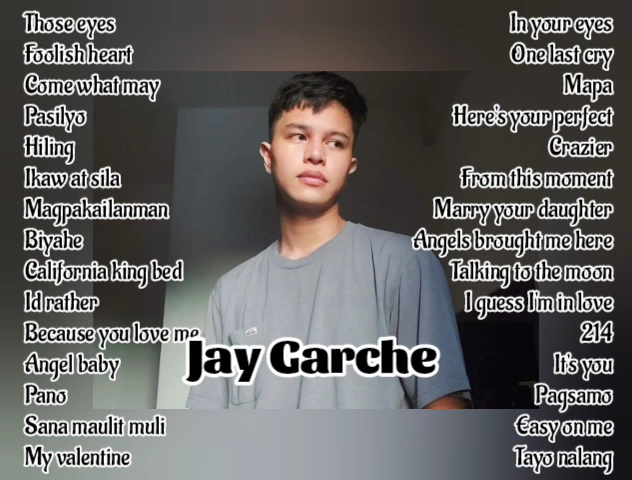 Those eyes
Foolish heart
Come what may
Pasilyo
Hiling
Ikaw at sila
Magpakailanman
Biyahe
California king bed
Id rather
Because you love me
Angel baby
Pano
Sana maulit muli
My valentine
Jay Garche
In your eyes
One last cry
Mapa
Here's your perfect
Crazier
From this moment
Marry your daughter
Angels brought me here
Talking to the moon
I guess I'm in love
214
It's you
Pagsamo
Easy on me
Tayo nalang